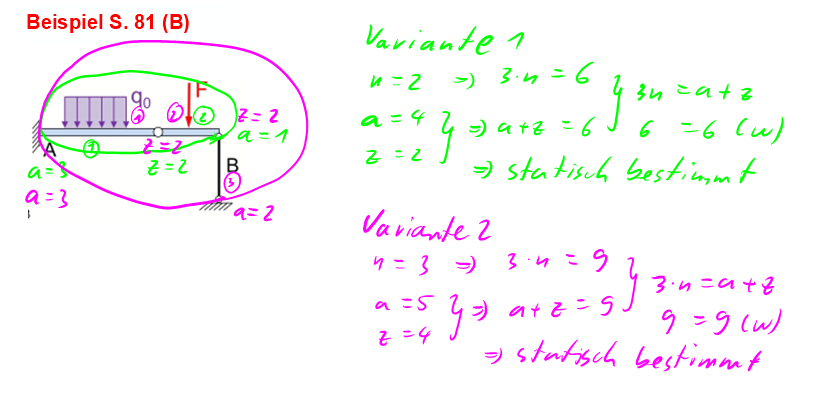 Beispiel S. 81 (B)
Variante 1
n = 2 ⇒ 3·n = 6 } 3n = a + z
a = 4 } ⇒ a + z = 6 } 6 = 6 (w)
z = 2
⇒ statisch bestimmt
q0
F
1
2
2
z = 2
a = 1
A
1
z = 2
z = 2
B
3
a = 3
a = 3
a = 2
Variante 2
n = 3 ⇒ 3·n = 9 } 3·n = a + z
a = 5 } ⇒ a + z = 9 } 9 = 9 (w)
z = 4
⇒ statisch bestimmt